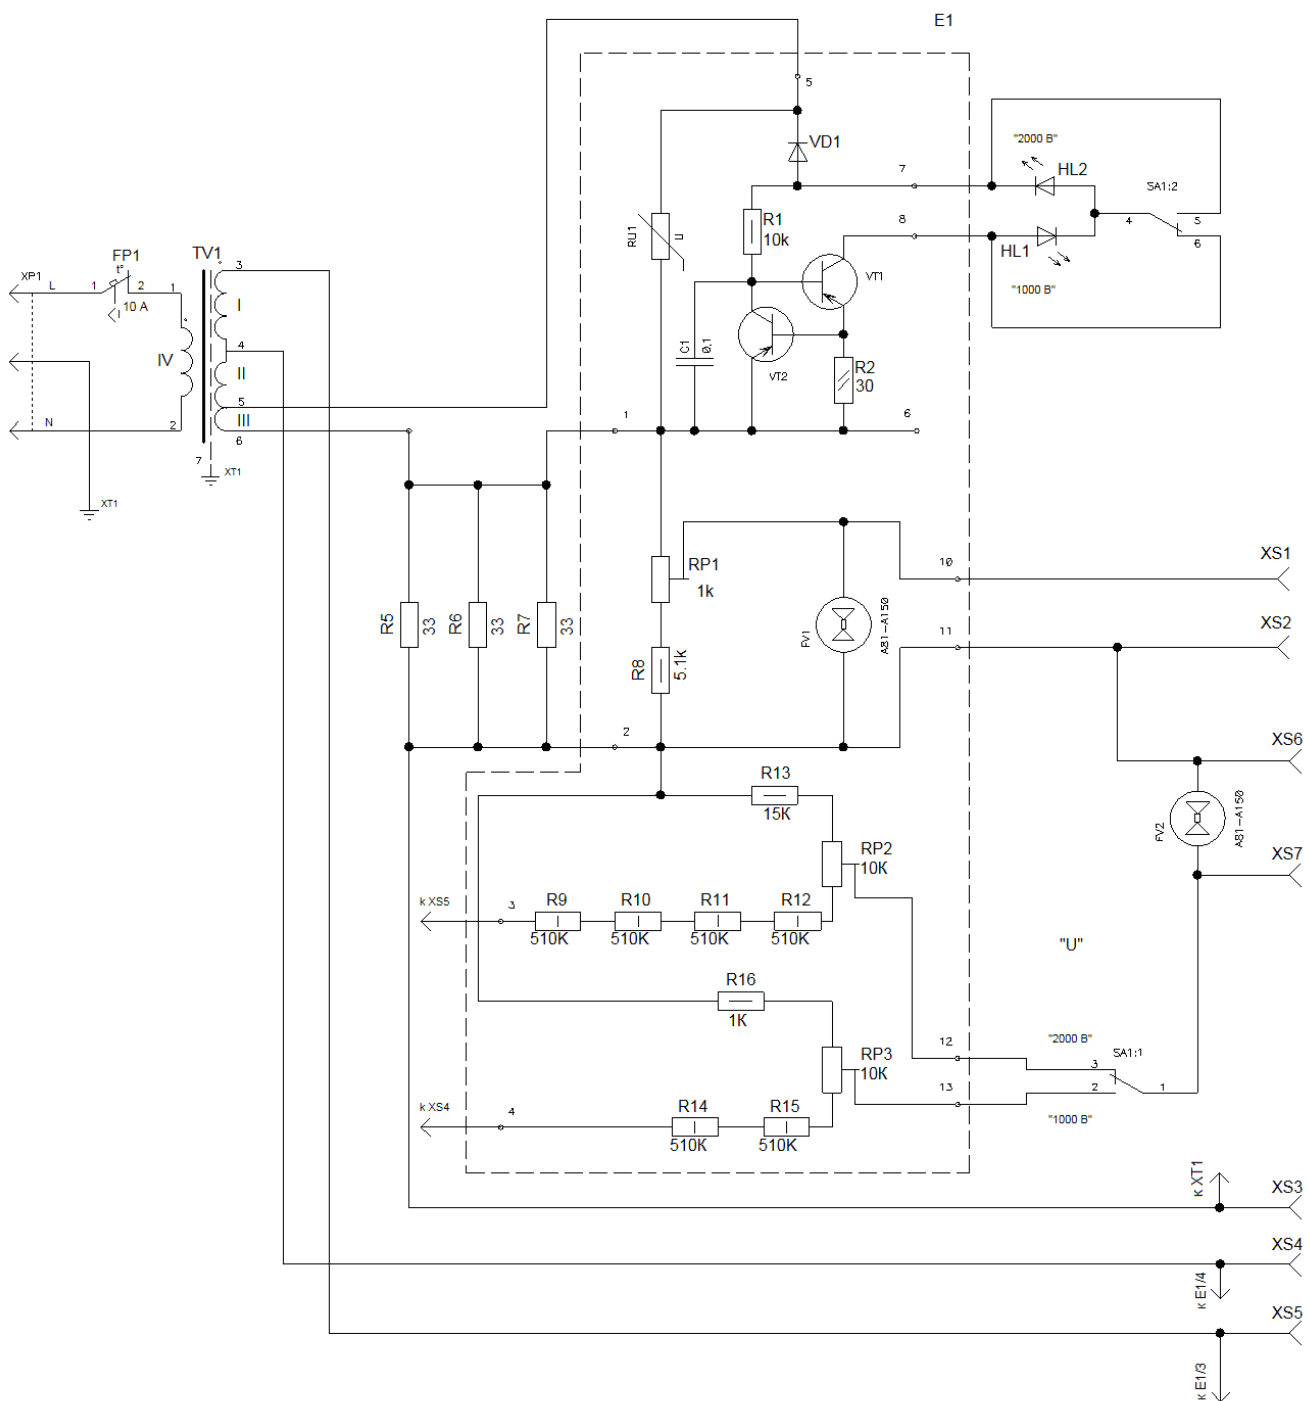 E1
5
VD1
"2000 В"
HL2
SA1:2
7
4
5
6
8
R1
10k
RU1
U
HL1
"1000 В"
VT1
XP1
L
1
FP1
t°
2
I
10 A
1
TV1
3
I
IV
4
II
5
III
6
2
N
7
XT1
XT1
C1
0,1
VT2
R2
30
1
6
RP1
1k
10
XS1
R5
33
R6
33
R7
33
R8
5.1k
FV1
A81-A150
11
XS2
2
XS6
R13
15K
FV2
A81-A150
RP2
10K
XS7
k XS5
3
R9
510K
R10
510K
R11
510K
R12
510K
"U"
R16
1K
12
"2000 В"
SA1:1
3
RP3
10K
13
2
1
k XS4
4
R14
510K
R15
510K
"1000 В"
к XT1
XS3
XS4
к E1/4
XS5
к E1/3